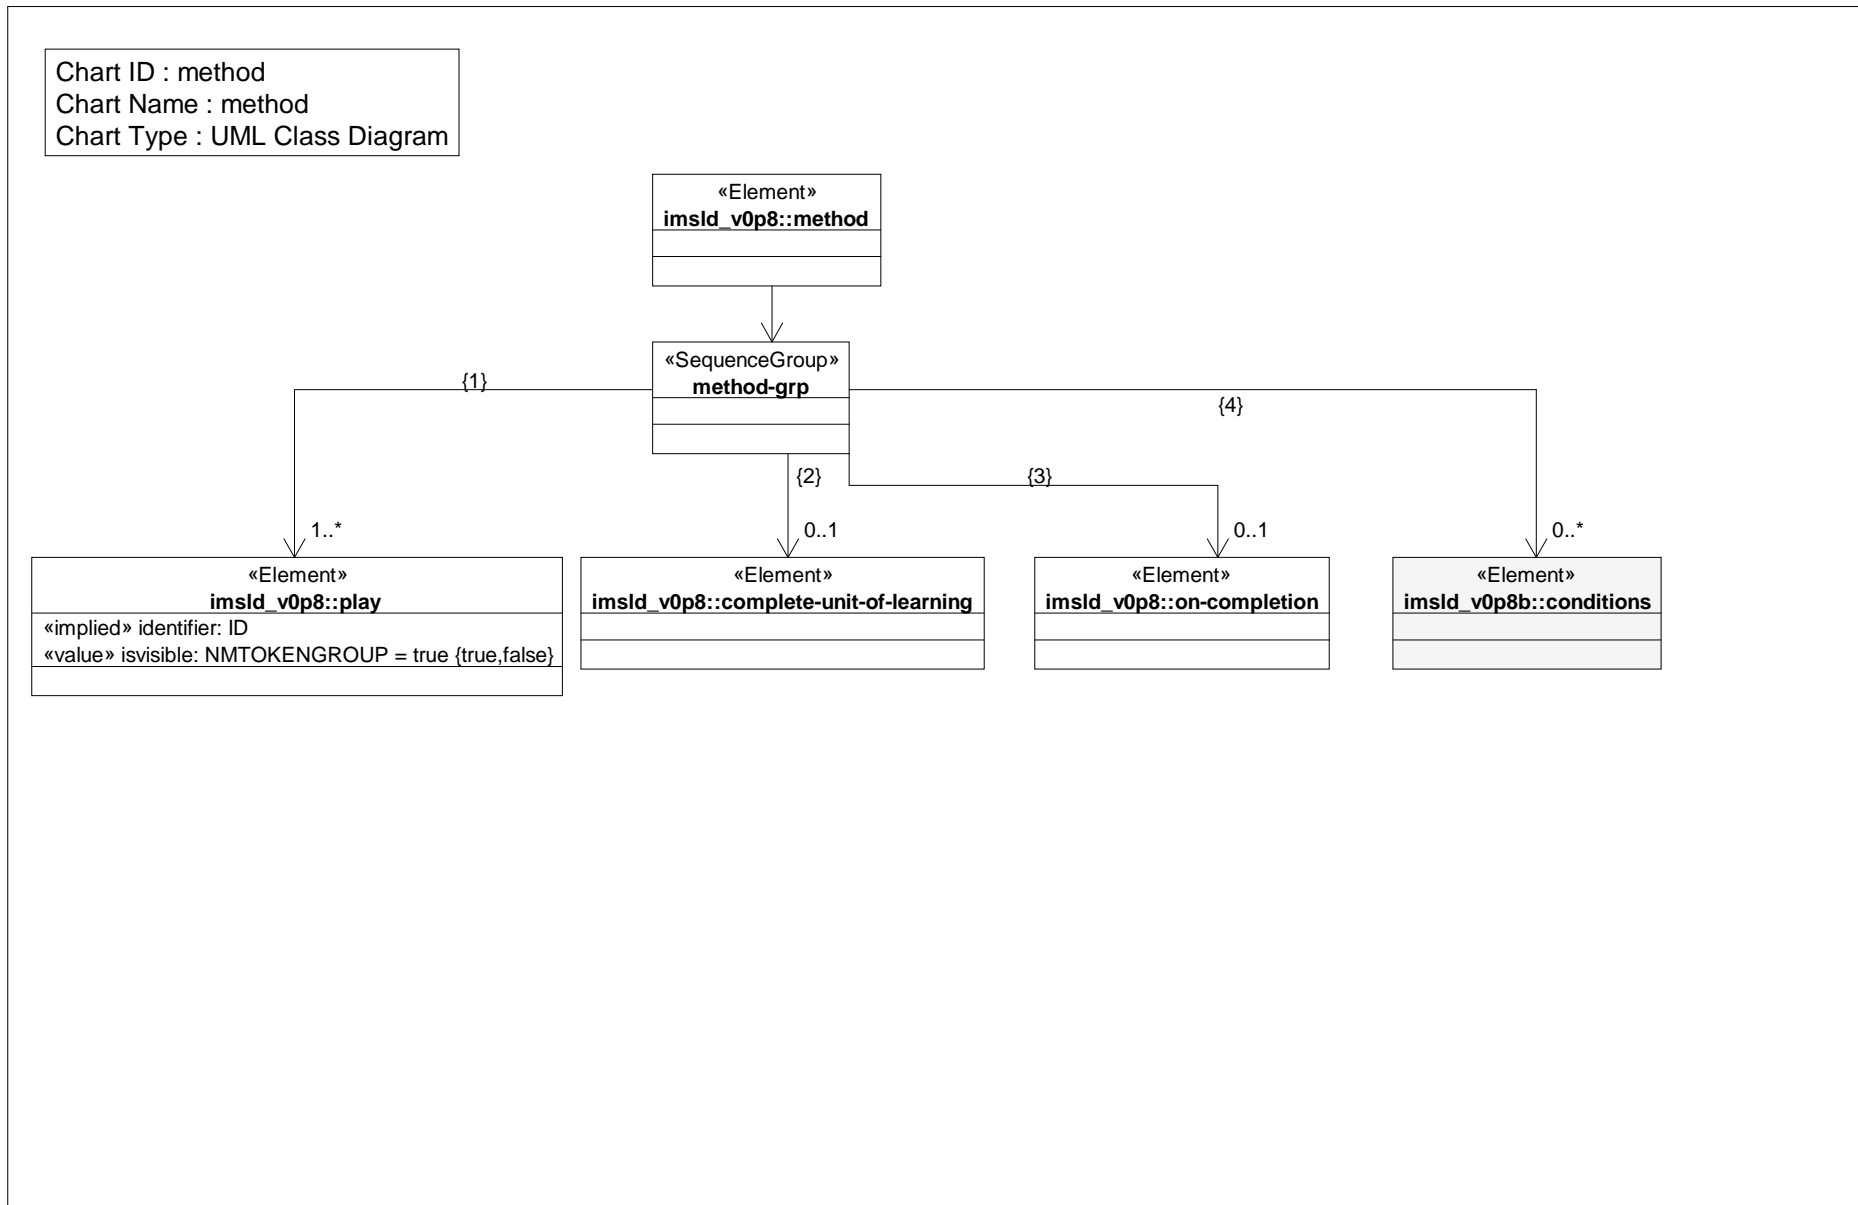 Chart ID : method
Chart Name : method
Chart Type : UML Class Diagram
«Element»
imsld_v0p8::method
«SequenceGroup»
method-grp
{1}
{4}
{2}
{3}
1..*
0..1
0..1
0..*
«Element»
imsld_v0p8::play
«implied» identifier: ID
«value» isvisible: NMTOKENGROUP = true {true,false}
«Element»
imsld_v0p8::complete-unit-of-learning
«Element»
imsld_v0p8::on-completion
«Element»
imsld_v0p8b::conditions